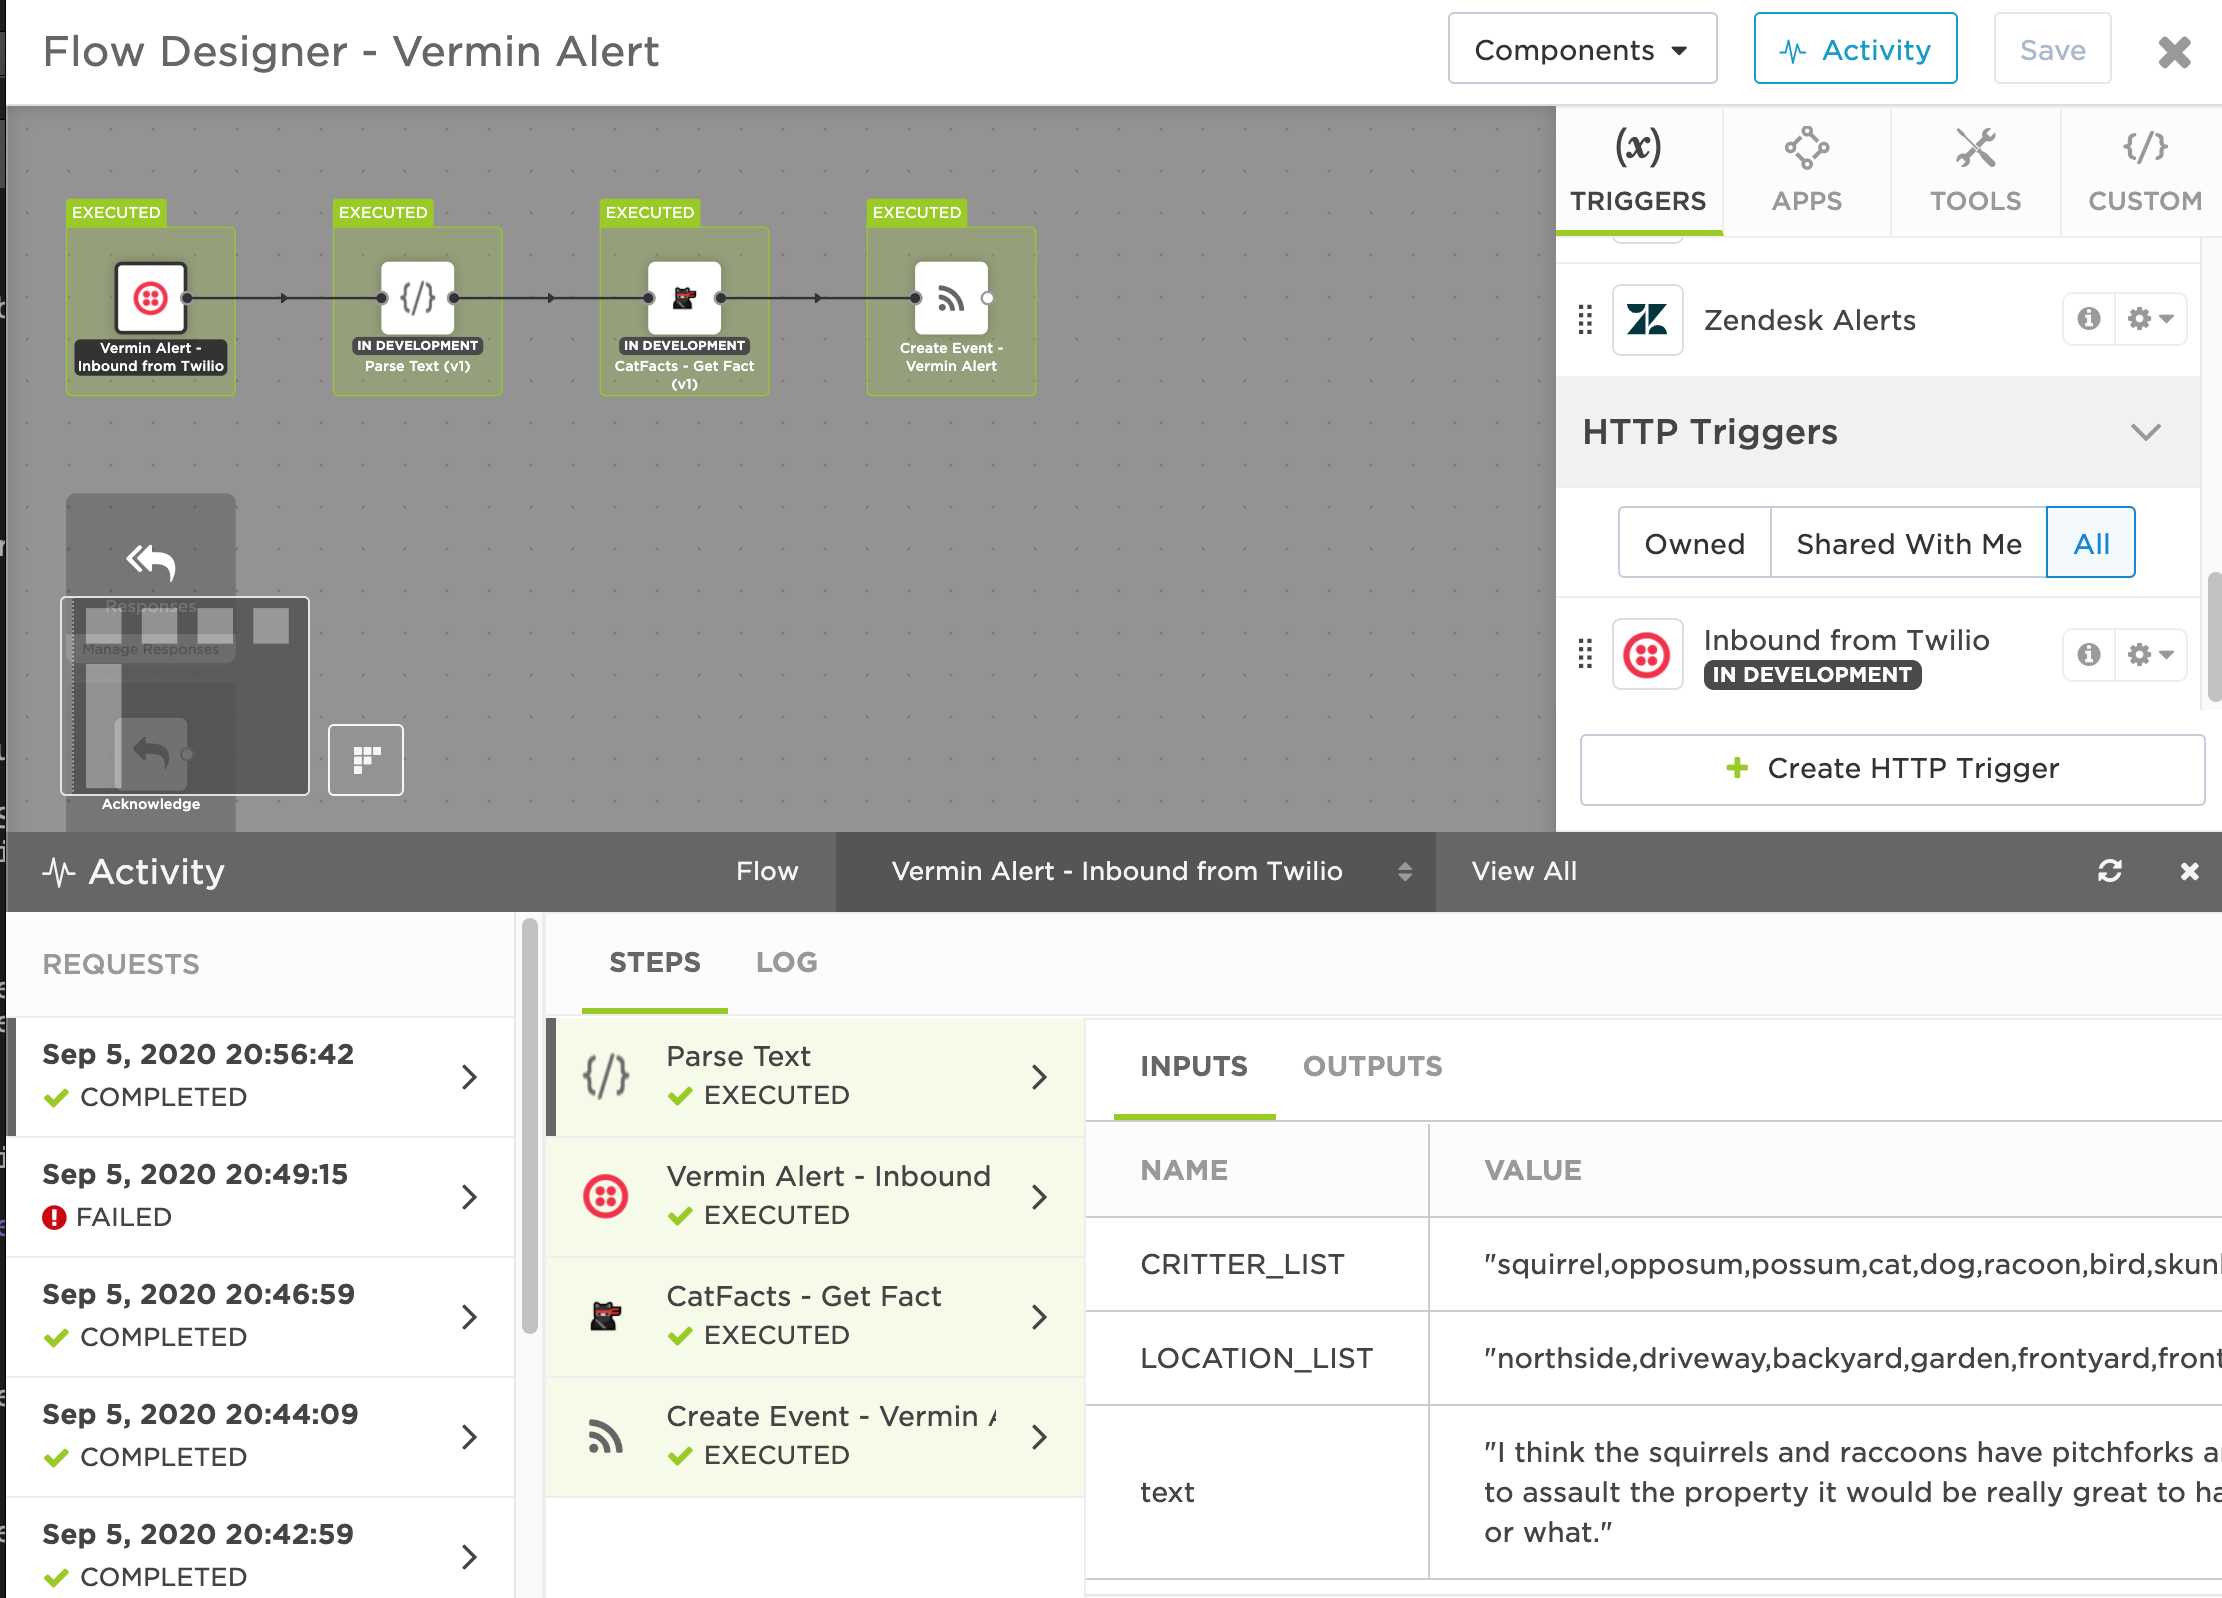 Flow Designer - Vermin Alert
Components
Activity
Save
TRIGGERS
APPS
TOOLS
CUSTOM
EXECUTED
EXECUTED
EXECUTED
EXECUTED
Vermin Alert -
Inbound from Twilio
IN DEVELOPMENT
Parse Text (v1)
IN DEVELOPMENT
CatFacts - Get Fact
(v1)
Create Event -
Vermin Alert
Responses
Manage Responses
Acknowledge
Zendesk Alerts
HTTP Triggers
Owned
Shared With Me
All
Inbound from Twilio
IN DEVELOPMENT
Create HTTP Trigger
Activity
Flow
Vermin Alert - Inbound from Twilio
View All
REQUESTS
Sep 5, 2020 20:56:42
COMPLETED
Sep 5, 2020 20:49:15
FAILED
Sep 5, 2020 20:46:59
COMPLETED
Sep 5, 2020 20:44:09
COMPLETED
Sep 5, 2020 20:42:59
COMPLETED
STEPS
LOG
Parse Text
EXECUTED
Vermin Alert - Inbound
EXECUTED
CatFacts - Get Fact
EXECUTED
Create Event - Vermin
EXECUTED
INPUTS
OUTPUTS
NAME
VALUE
CRITTER_LIST
"squirrel,opposum,possum,cat,dog,racoon,bird,skun
LOCATION_LIST
"northside,driveway,backyard,garden,frontyard,front
text
"I think the squirrels and raccoons have pitchforks a
to assault the property it would be really great to ha
or what."